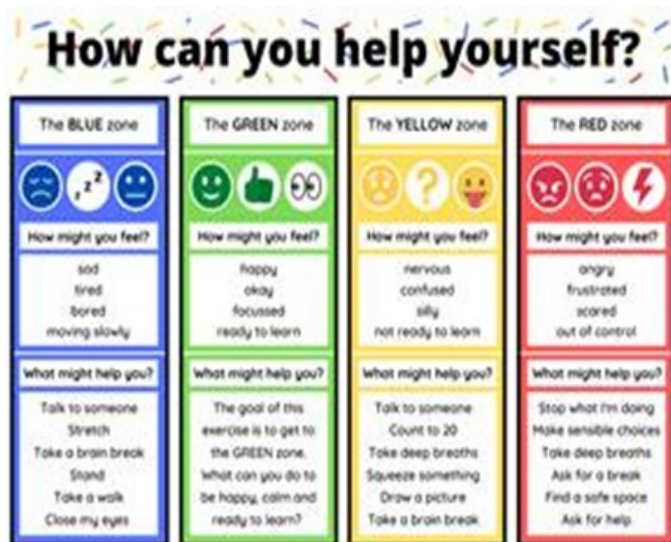 How can you help yourself?
The BLUE zone
zzz
How might you feel?
sad
tired
bored
moving slowly
What might help you?
Talk to someone
Stretch
Take a brain break
Stand
Take a walk
Close my eyes
The GREEN zone
How might you feel?
happy
okay
focussed
ready to learn
What might help you?
The goal of this
exercise is to get to
the GREEN zone.
What can you do to
be happy, calm and
ready to learn?
The YELLOW zone
?
How might you feel?
nervous
confused
silly
not ready to learn
What might help you?
Talk to someone
Count to 20
Take deep breaths
Squeeze something
Draw a picture
Take a brain break
The RED zone
How might you feel?
angry
frustrated
scared
out of control
What might help you?
Stop what I'm doing
Make sensible choices
Take deep breaths
Ask for a break
Find a safe space
Ask for help